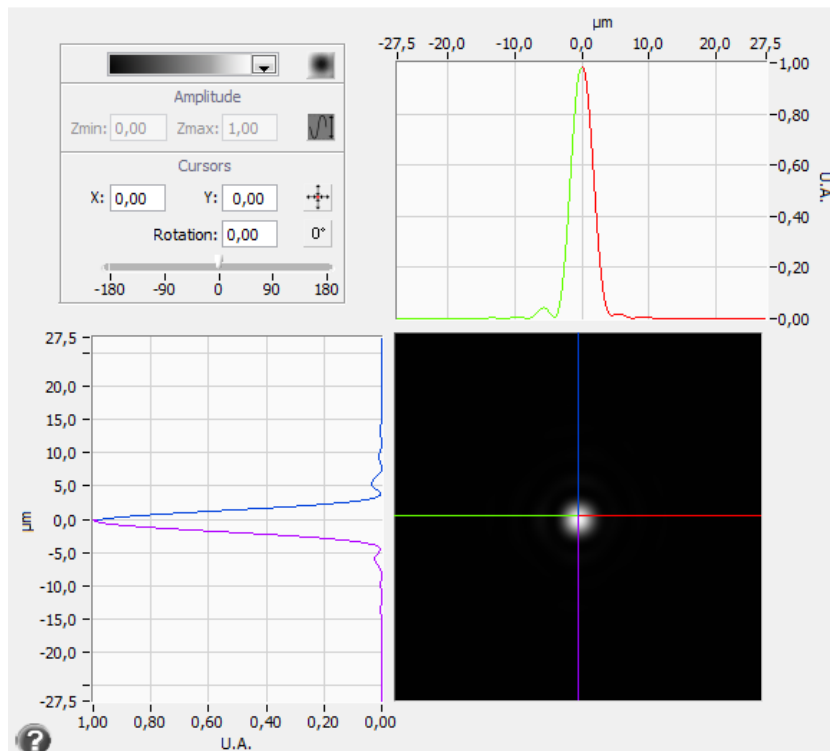 µm
-27,5 -20,0 -10,0 0,0 10,0 20,0 27,5
Amplitude
Zmin: 0,00 Zmax: 1,00
Cursors
X: 0,00 Y: 0,00
Rotation: 0,00 0°
-180 -90 0 90 180
1,00
0,80
0,60
0,40
0,20
0,00
U.A.
27,5
20,0
15,0
10,0
5,0
0,0
-5,0
-10,0
-15,0
-20,0
-27,5
µm
1,00 0,80 0,60 0,40 0,20 0,00
U.A.
?